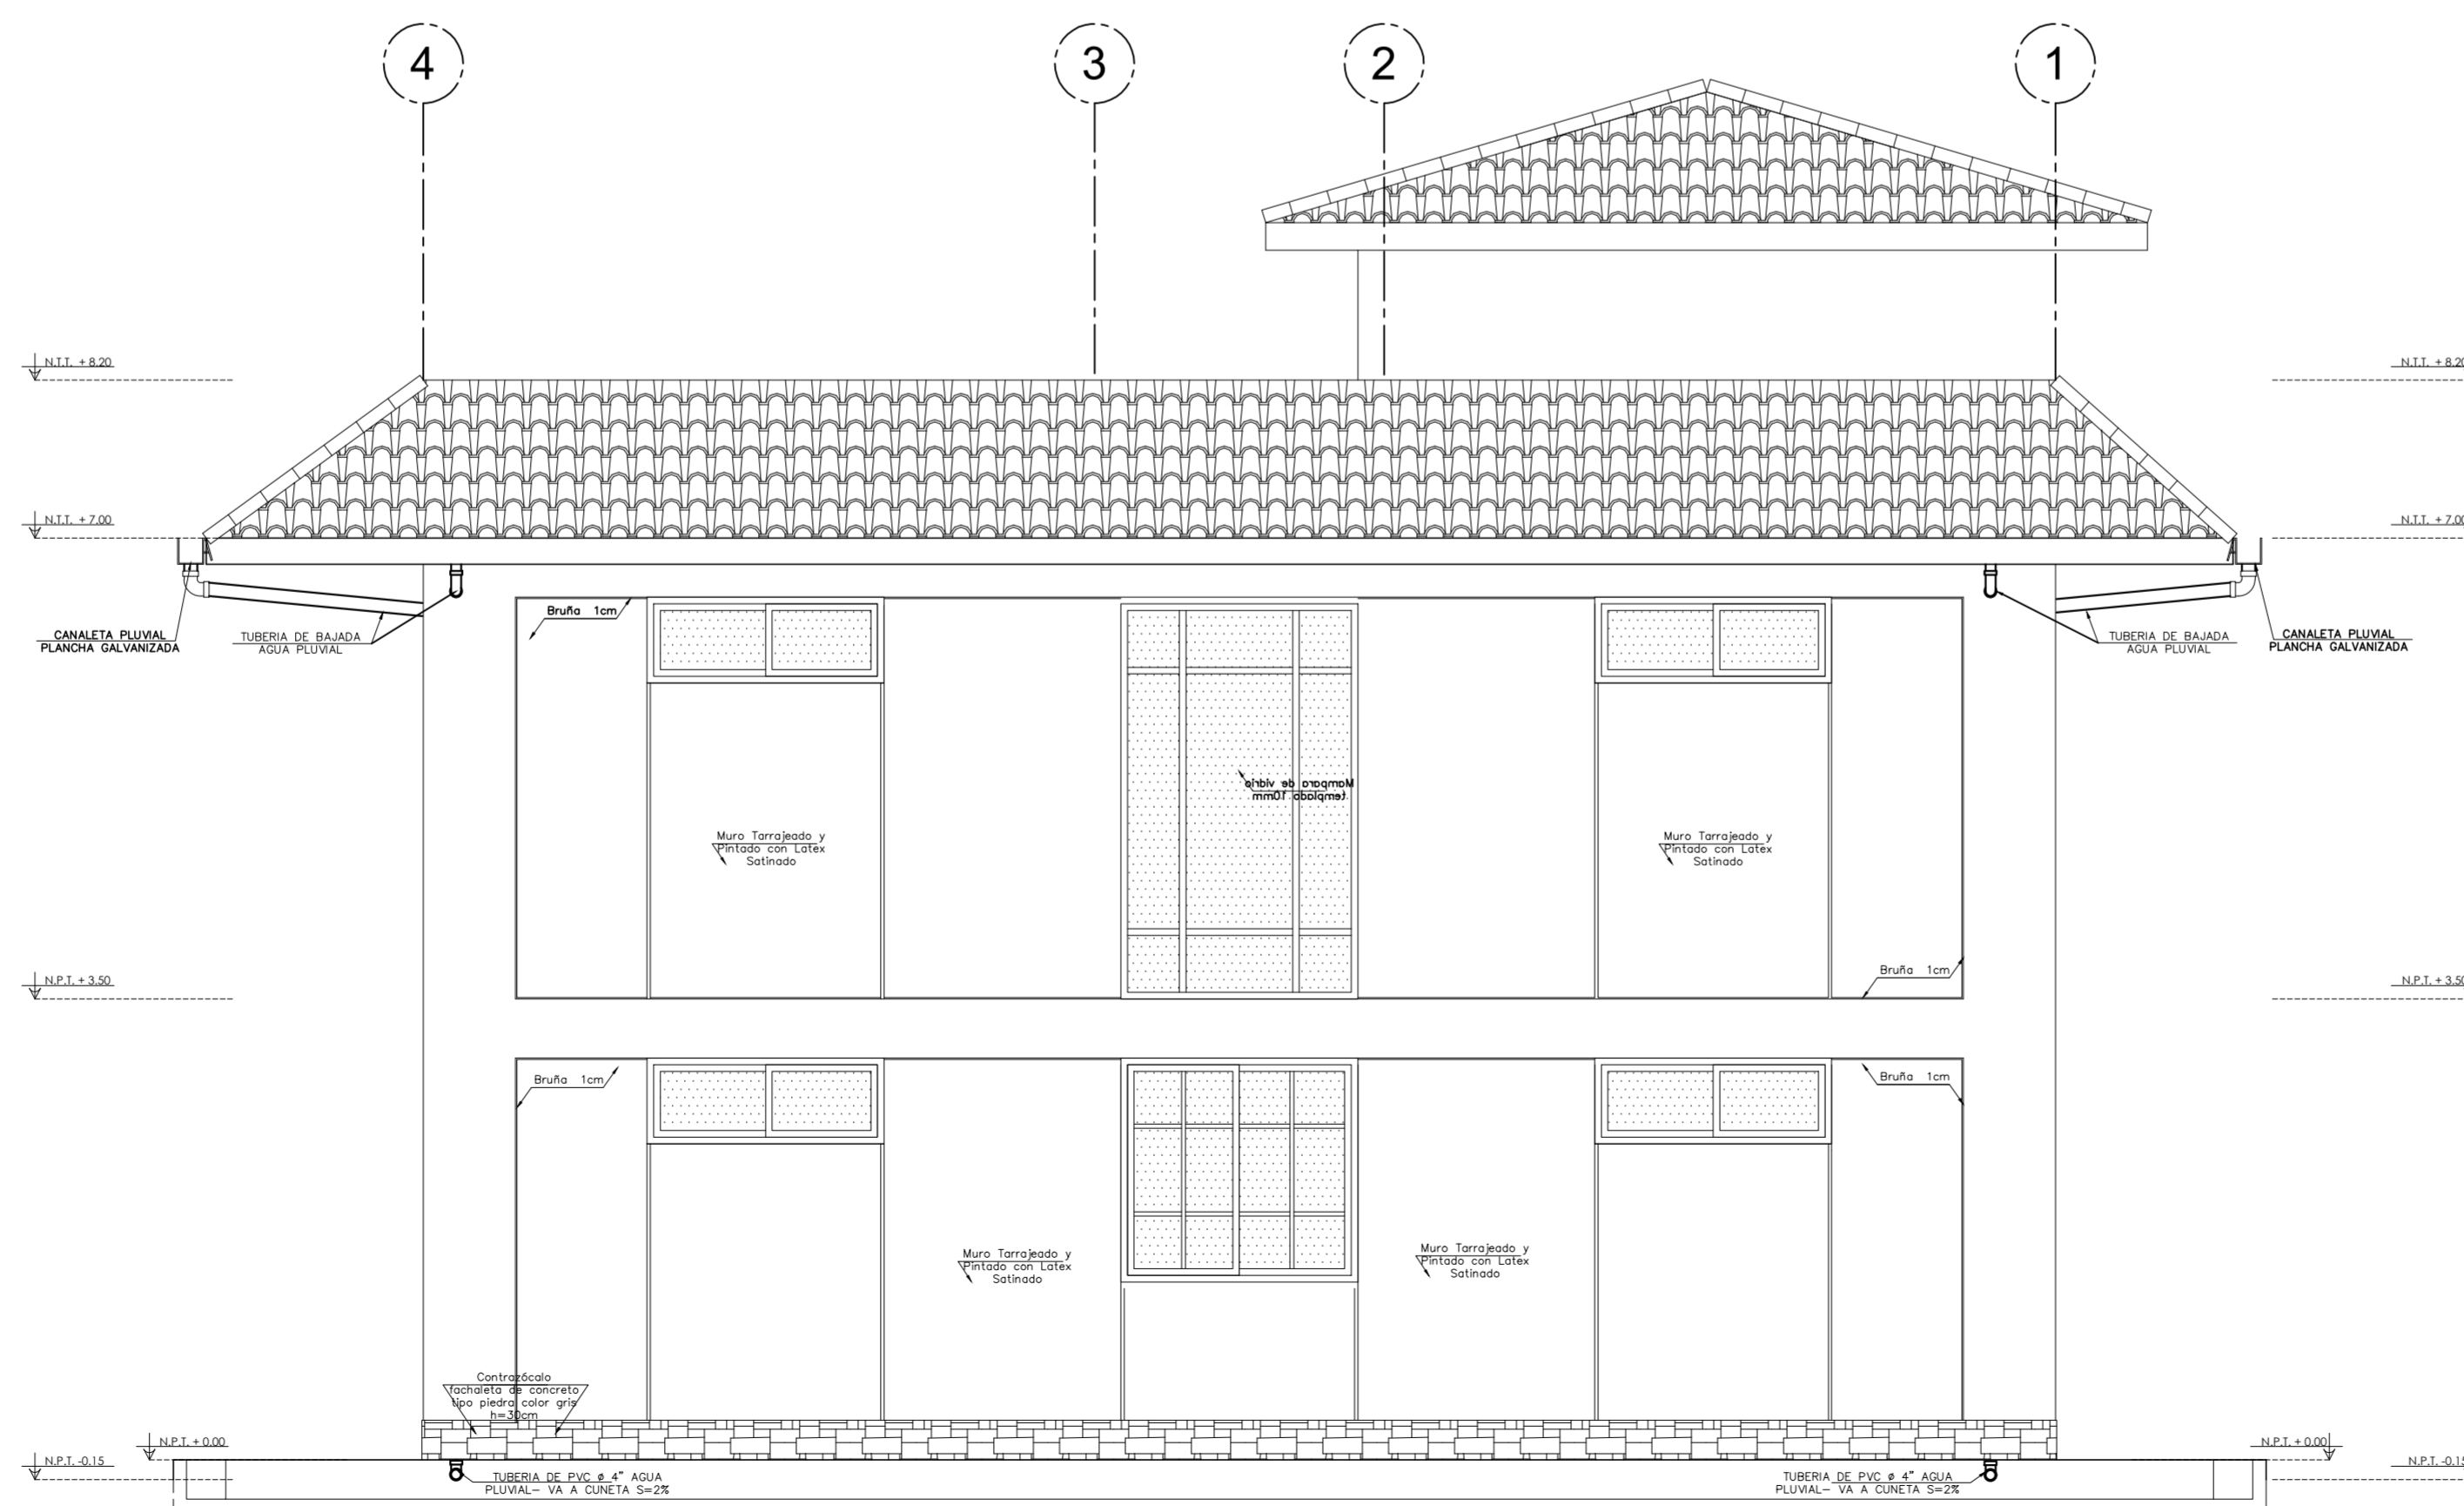 4
3
2
1
N.T.T. + 8.20
N.T.T. + 8.20
N.T.T. + 7.00
N.T.T. + 7.00
CANALETA PLUVIAL
PLANCHA GALVANIZADA
TUBERIA DE BAJADA
AGUA PLUVIAL
Bruña 1cm
TUBERIA DE BAJADA
AGUA PLUVIAL
CANALETA PLUVIAL
PLANCHA GALVANIZADA
Mampara de vidrio
templado 10mm
Muro Tarrajeado y
Pintado con Latex
Satinado
Muro Tarrajeado y
Pintado con Latex
Satinado
N.P.T. + 3.50
Bruña 1cm
N.P.T. + 3.50
Bruña 1cm
Bruña 1cm
Muro Tarrajeado y
Pintado con Latex
Satinado
Muro Tarrajeado y
Pintado con Latex
Satinado
Contrazócalo
fachaleta de concreto
tipo piedra color gris
h=30cm
N.P.T. + 0.00
N.P.T. + 0.00
N.P.T. -0.15
N.P.T. -0.15
TUBERIA DE PVC ø 4" AGUA
PLUVIAL- VA A CUNETA S=2%
TUBERIA DE PVC ø 4" AGUA
PLUVIAL- VA A CUNETA S=2%